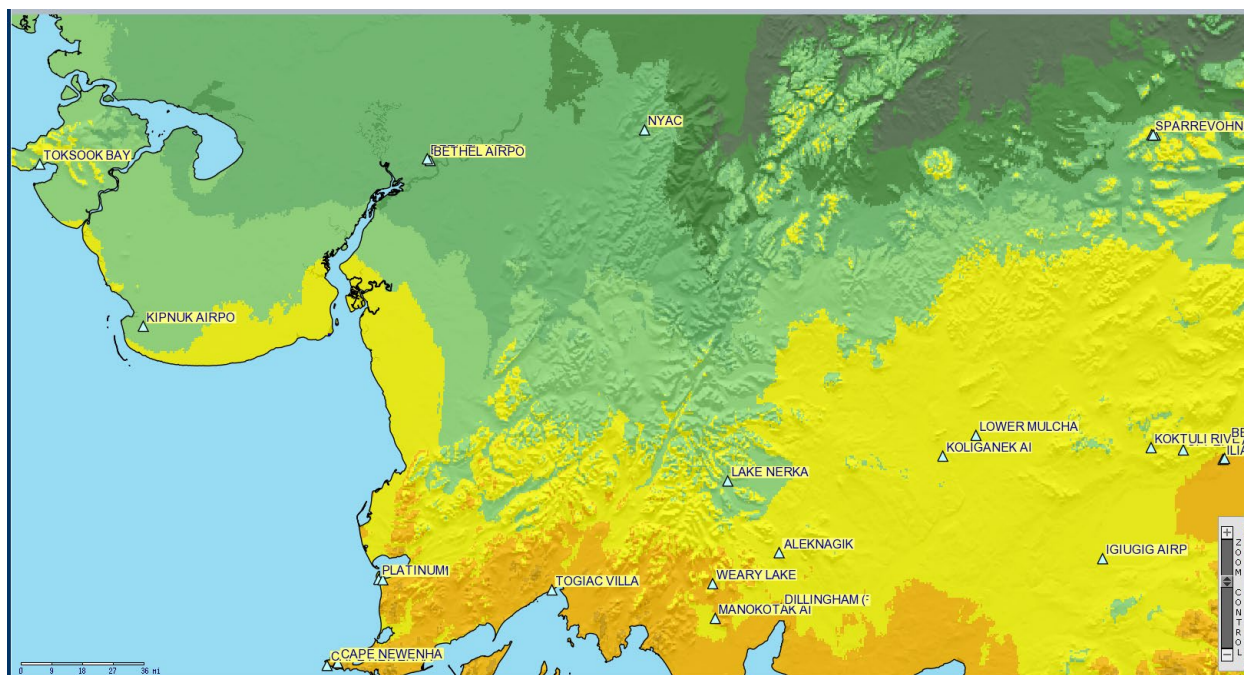 NYAC
SPARREVOHN
BETHEL AIRPO
TOKSOOK BAY
KIPNUK AIRPO
LOWER MULCHA
BE
KOKTULI RIVE
KOLIGANEK AI
ILIA
LAKE NERKA
ALEKNAGIK
IGIUGIG AIRP
PLATINUM
TOGIAC VILLA
WEARY LAKE
DILLINGHAM (
MANOKOTAK AI
CAPE NEWENHA
0 9 18 27 36 Mi
+
ZOOM CONTROL
−